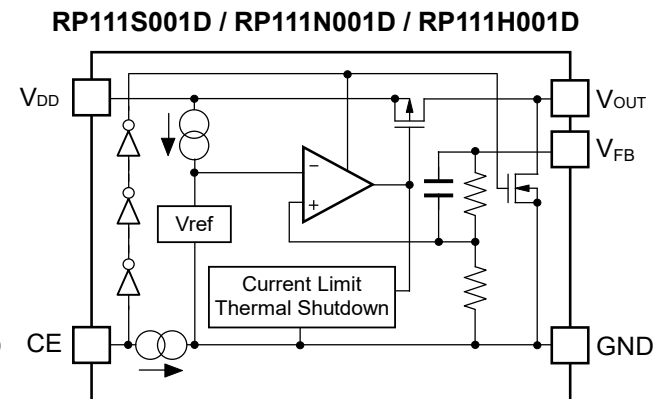 RP111S001D / RP111N001D / RP111H001D
VDD
VOUT
VFB
−
+
Vref
Current Limit
Thermal Shutdown
CE
GND